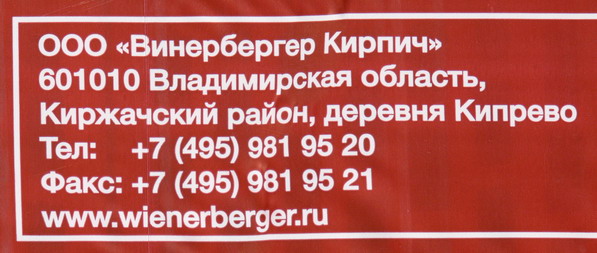 ООО «Винербергер Кирпич»
601010 Владимирская область,
Киржачский район, деревня Кипрево
Тел: +7 (495) 981 95 20
Факс: +7 (495) 981 95 21
www.wienerberger.ru